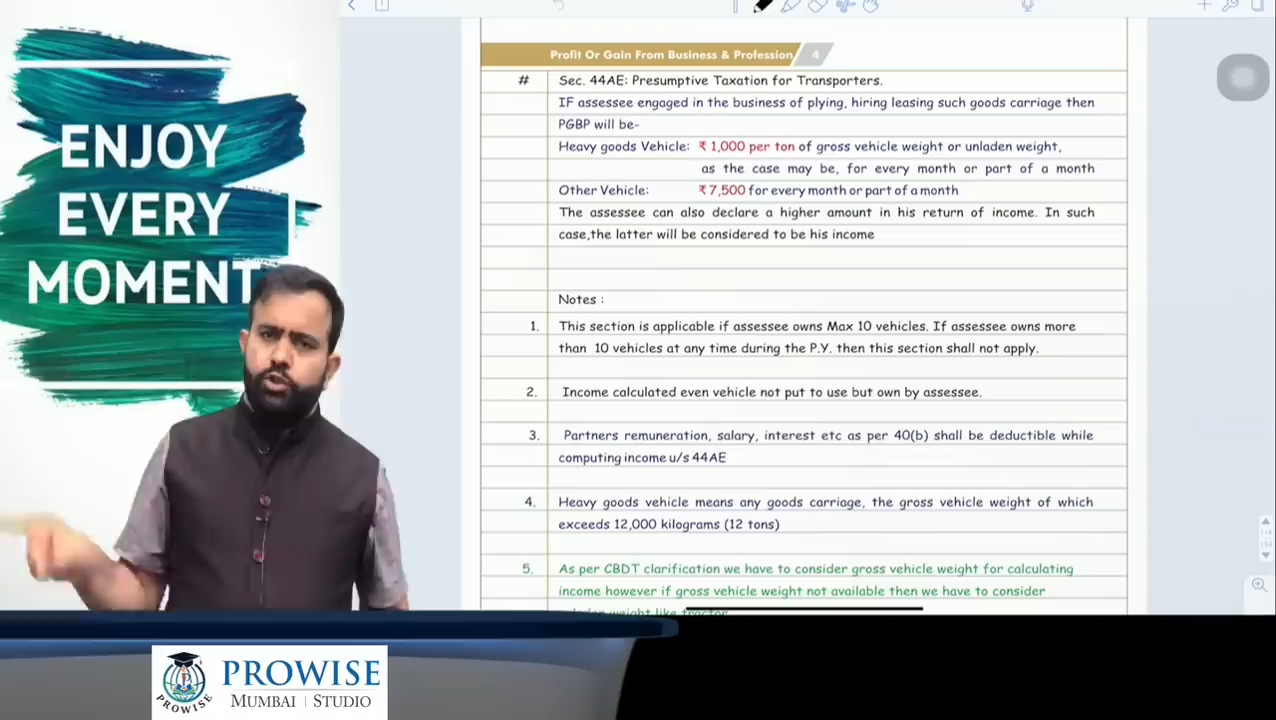 ENJOY
EVERY
MOMENT
Profit Or Gain From Business & Profession 4
# Sec. 44AE: Presumptive Taxation for Transporters.
IF assessee engaged in the business of plying, hiring leasing such goods carriage then
PGBP will be-
Heavy goods Vehicle: ₹ 1,000 per ton of gross vehicle weight or unladen weight,
as the case may be, for every month or part of a month
Other Vehicle: ₹ 7,500 for every month or part of a month
The assessee can also declare a higher amount in his return of income. In such
case,the latter will be considered to be his income
Notes :
1. This section is applicable if assessee owns Max 10 vehicles. If assessee owns more
than 10 vehicles at any time during the P.Y. then this section shall not apply.
2. Income calculated even vehicle not put to use but own by assessee.
3. Partners remuneration, salary, interest etc as per 40(b) shall be deductible while
computing income u/s 44AE
4. Heavy goods vehicle means any goods carriage, the gross vehicle weight of which
exceeds 12,000 kilograms (12 tons)
5. As per CBDT clarification we have to consider gross vehicle weight for calculating
income however if gross vehicle weight not available then we have to consider
weight like tractor
PROWISE
PROWISE
MUMBAI | STUDIO